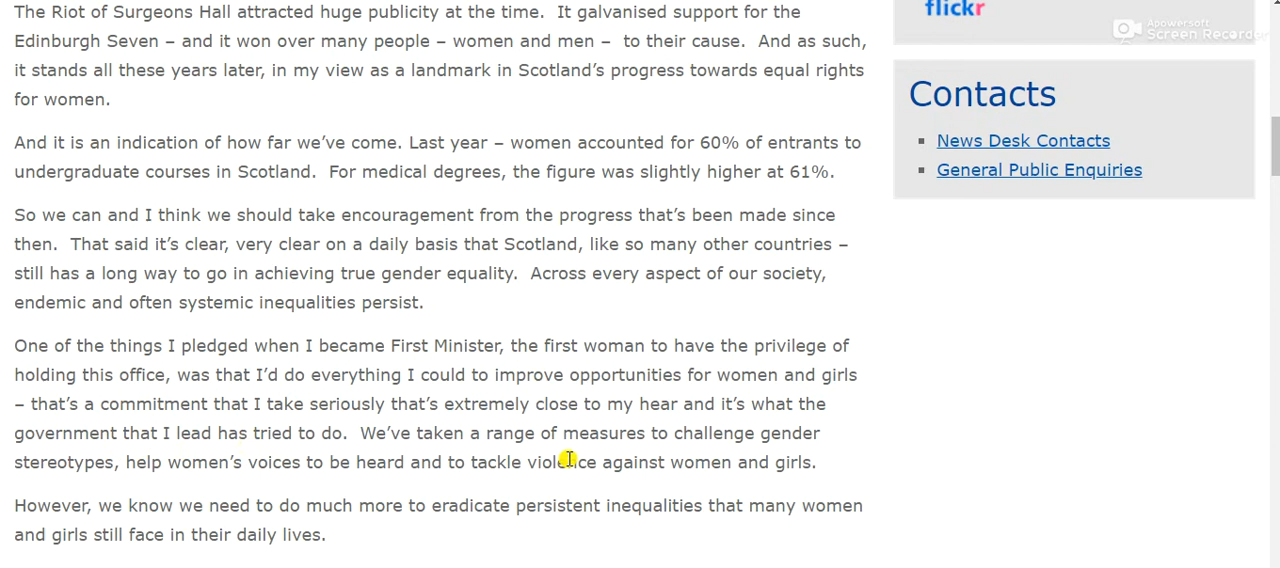 The Riot of Surgeons Hall attracted huge publicity at the time.  It galvanised support for the
Edinburgh Seven – and it won over many people – women and men –  to their cause.  And as such,
it stands all these years later, in my view as a landmark in Scotland’s progress towards equal rights
for women.
And it is an indication of how far we’ve come. Last year – women accounted for 60% of entrants to
undergraduate courses in Scotland.  For medical degrees, the figure was slightly higher at 61%.
So we can and I think we should take encouragement from the progress that’s been made since
then.  That said it’s clear, very clear on a daily basis that Scotland, like so many other countries –
still has a long way to go in achieving true gender equality.  Across every aspect of our society,
endemic and often systemic inequalities persist.
One of the things I pledged when I became First Minister, the first woman to have the privilege of
holding this office, was that I’d do everything I could to improve opportunities for women and girls
– that’s a commitment that I take seriously that’s extremely close to my hear and it’s what the
government that I lead has tried to do.  We’ve taken a range of measures to challenge gender
stereotypes, help women’s voices to be heard and to tackle violence against women and girls.
However, we know we need to do much more to eradicate persistent inequalities that many women
and girls still face in their daily lives.
flickr
Apowersoft
Screen Recorder
Contacts
News Desk Contacts
General Public Enquiries